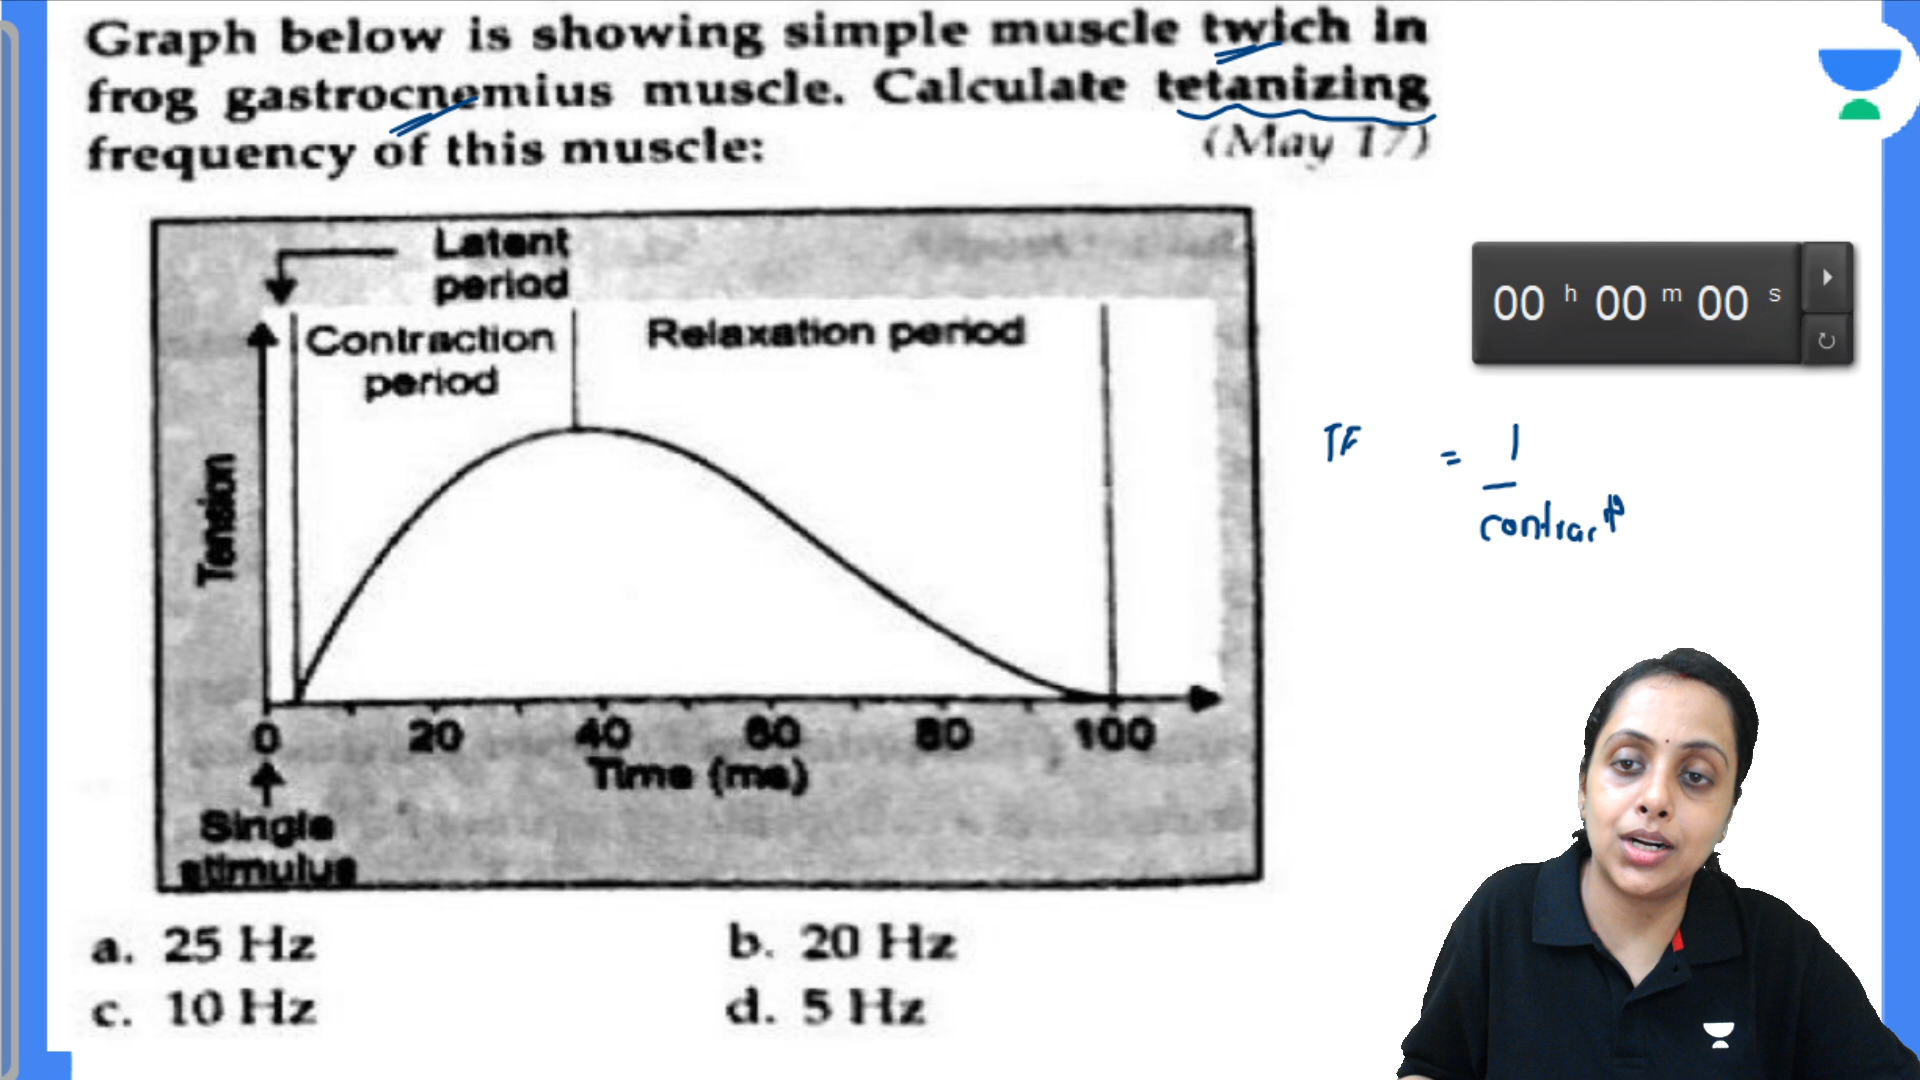 Graph below is showing simple muscle twich in
frog gastrocnemius muscle. Calculate tetanizing
frequency of this muscle:
(May 17)
Latent
period
Contraction
period
Relaxation period
Tension
0 20 40 60 80 100
Time (ms)
Single
stimulus
a. 25 Hz
b. 20 Hz
c. 10 Hz
d. 5 Hz
00 h 00 m 00 s
TF = 1